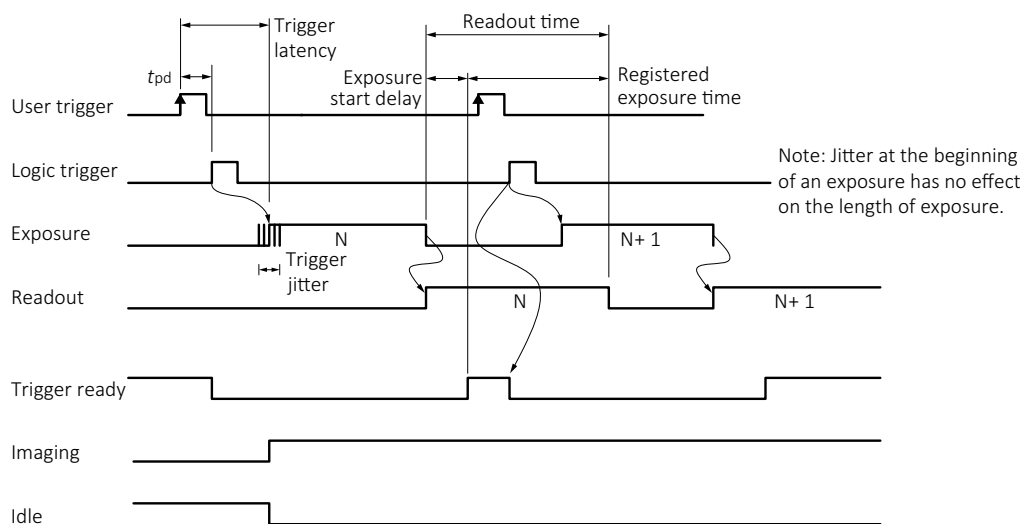 Trigger
latency
Readout time
tpd
Exposure
start delay
Registered
exposure time
User trigger
Logic trigger
Note: Jitter at the beginning
of an exposure has no effect
on the length of exposure.
Exposure
N
N+ 1
Trigger
jitter
Readout
N
N+ 1
Trigger ready
Imaging
Idle